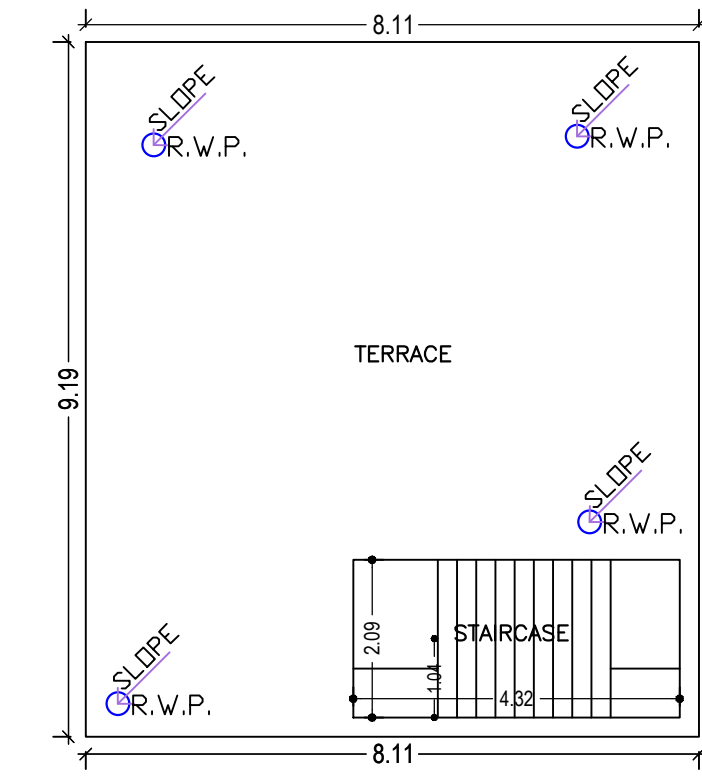 8.11
SLOPE
R.W.P.
SLOPE
R.W.P.
TERRACE
9.19
SLOPE
R.W.P.
STAIRCASE
2.09
1.04
4.32
SLOPE
R.W.P.
8.11